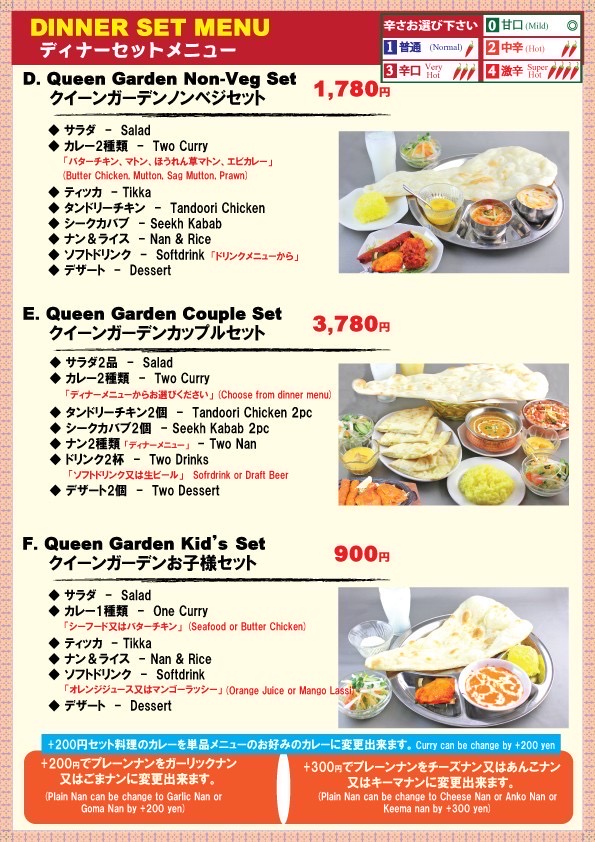 DINNER SET MENU
ディナーセットメニュー
辛さお選び下さい
0 甘口 (Mild) ◎
1 普通 (Normal)
2 中辛 (Hot)
3 辛口 Very Hot
4 激辛 Super Hot
D. Queen Garden Non-Veg Set
クイーンガーデンノンベジセット
1,780円
◆ サラダ - Salad
◆ カレー2種類 - Two Curry
「バターチキン、マトン、ほうれん草マトン、エビカレー」
(Butter Chicken, Mutton, Sag Mutton, Prawn)
◆ ティッカ - Tikka
◆ タンドリーチキン - Tandoori Chicken
◆ シークカバブ - Seekh Kabab
◆ ナン&ライス - Nan & Rice
◆ ソフトドリンク - Softdrink 「ドリンクメニューから」
◆ デザート - Dessert
E. Queen Garden Couple Set
クイーンガーデンカップルセット
3,780円
◆ サラダ2品 - Salad
◆ カレー2種類 - Two Curry
「ディナーメニューからお選びください」 (Choose from dinner menu)
◆ タンドリーチキン2個 - Tandoori Chicken 2pc
◆ シークカバブ2個 - Seekh Kabab 2pc
◆ ナン2種類「ディナーメニュー」 - Two Nan
◆ ドリンク2杯 - Two Drinks
「ソフトドリンク又は生ビール」 Sofrdrink or Draft Beer
◆ デザート2個 - Two Dessert
F. Queen Garden Kid's Set
クイーンガーデンお子様セット
900円
◆ サラダ - Salad
◆ カレー1種類 - One Curry
「シーフード又はバターチキン」 (Seafood or Butter Chicken)
◆ ティッカ - Tikka
◆ ナン&ライス - Nan & Rice
◆ ソフトドリンク - Softdrink
「オレンジジュース又はマンゴーラッシー」(Orange Juice or Mango Lassi)
◆ デザート - Dessert
+200円セット料理のカレーを単品メニューのお好みのカレーに変更出来ます。Curry can be change by +200 yen
+200円でプレーンナンをガーリックナン
又はごまナンに変更出来ます。
(Plain Nan can be change to Garlic Nan or
Goma Nan by +200 yen)
+300円でプレーンナンをチーズナン又はあんこナン
又はキーマナンに変更出来ます。
(Plain Nan can be change to Cheese Nan or Anko Nan or
Keema nan by +300 yen)